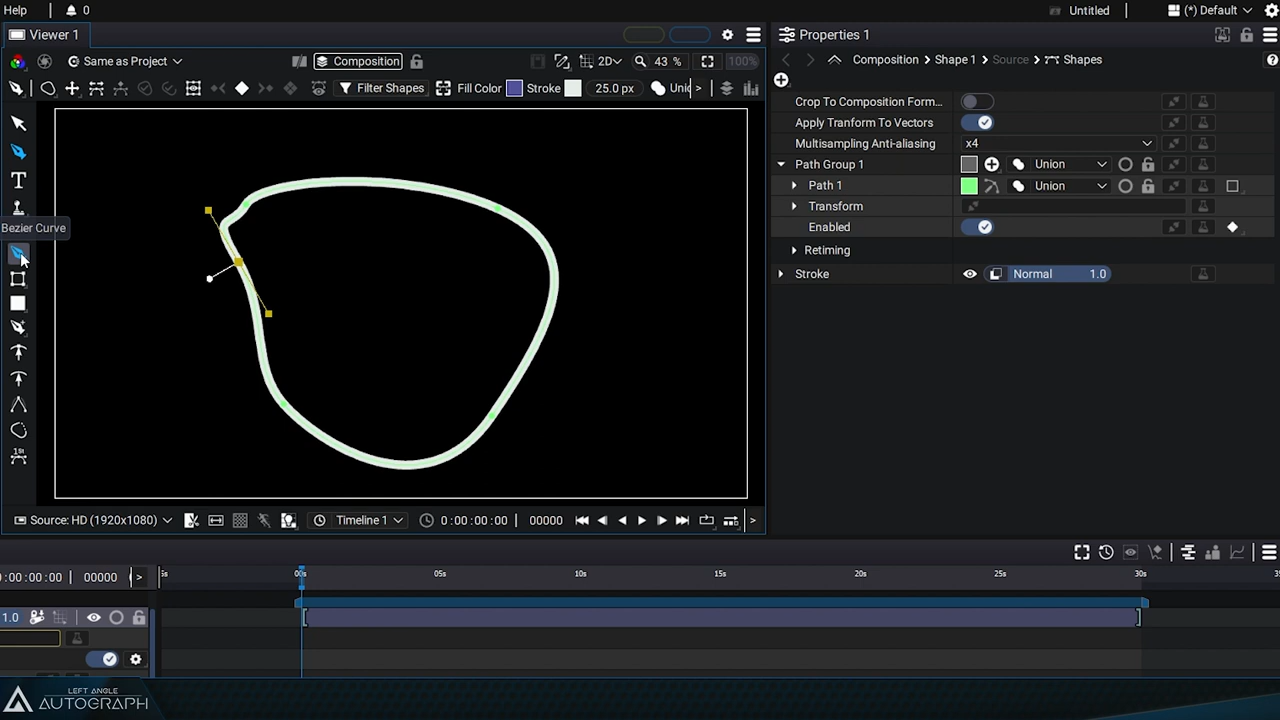 Help
0
Untitled
(*) Default
Viewer 1
Properties 1
Same as Project
Composition
2D
43 %
100%
Composition
Shape 1
Source
Shapes
Filter Shapes
Fill Color
Stroke
25.0 px
Crop To Composition Form...
Apply Tranform To Vectors
Multisampling Anti-aliasing
x4
Path Group 1
Union
Path 1
Union
Transform
Bezier Curve
Enabled
Retiming
Stroke
Normal
1.0
Source: HD (1920x1080)
Timeline 1
0:00:00:00
00000
:00:00:00
00000
00s
05s
10s
15s
20s
25s
30s
1.0
LEFT ANGLE
AUTOGRAPH